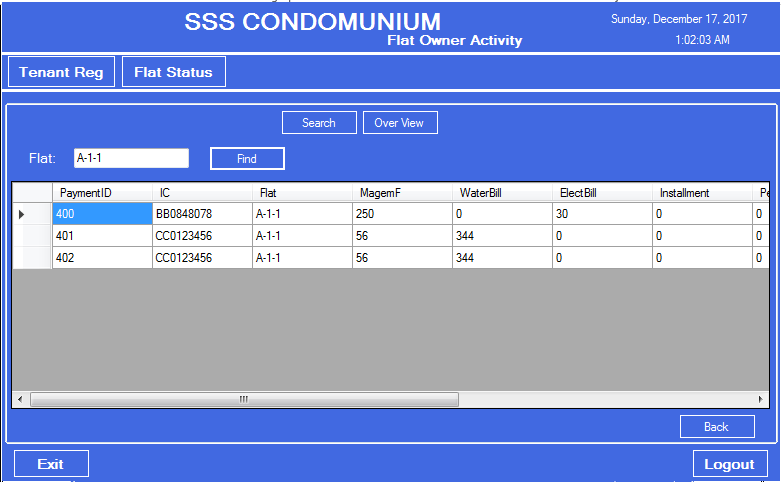 SSS CONDOMUNIUM
Sunday, December 17, 2017
Flat Owner Activity
1:02:03 AM
Tenant Reg Flat Status
Search Over View
Flat: A-1-1 Find
PaymentID IC Flat MagemF WaterBill ElectBill Installment Pe
400 BB0848078 A-1-1 250 0 30 0 0
401 CC0123456 A-1-1 56 344 0 0 0
402 CC0123456 A-1-1 56 344 0 0 0
Back
Exit Logout